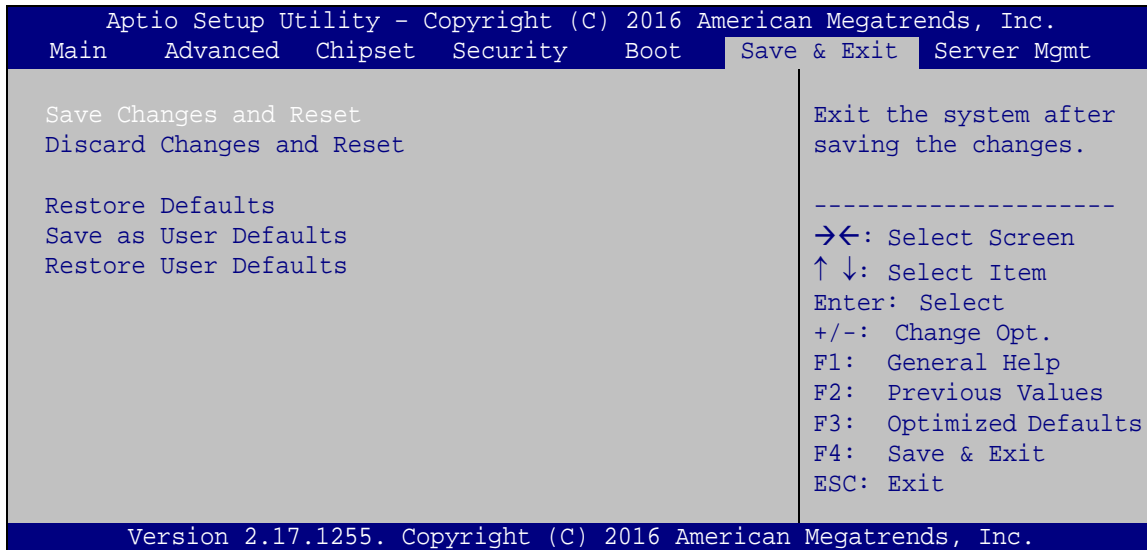 Aptio Setup Utility – Copyright (C) 2016 American Megatrends, Inc.
Main Advanced Chipset Security Boot Save & Exit Server Mgmt
Save Changes and Reset
Discard Changes and Reset
Restore Defaults
Save as User Defaults
Restore User Defaults
Exit the system after
saving the changes.
---------------------
→←: Select Screen
↑ ↓: Select Item
Enter: Select
+/-: Change Opt.
F1: General Help
F2: Previous Values
F3: Optimized Defaults
F4: Save & Exit
ESC: Exit
Version 2.17.1255. Copyright (C) 2016 American Megatrends, Inc.